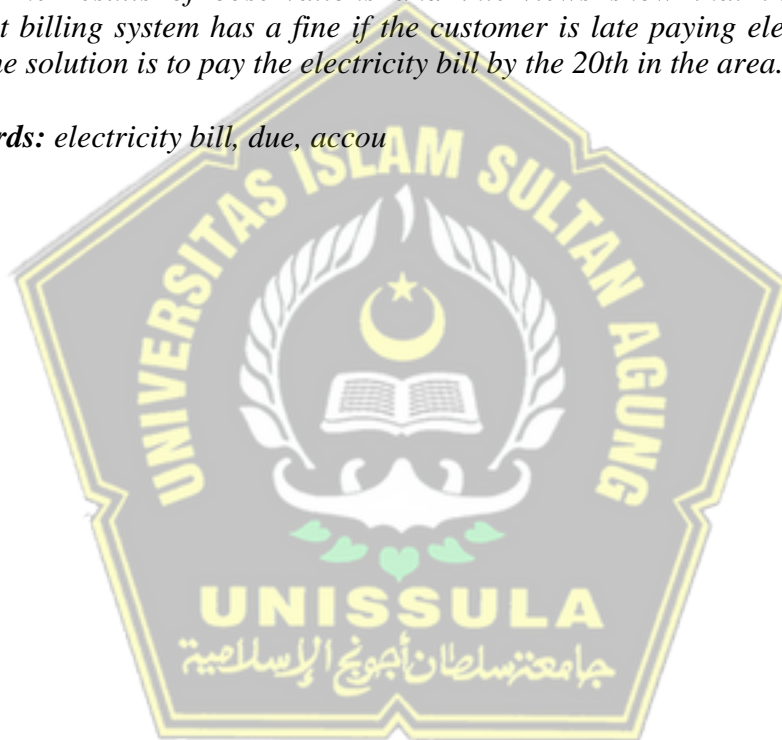 t billing system has a fine if the customer is late paying ele
e solution is to pay the electricity bill by the 20th in the area.
rds: electricity bill, due, accou
UNIVERSITAS ISLAM SULTAN AGUNG
UNISSULA
جامعة سلطان أجونج الإسلامية